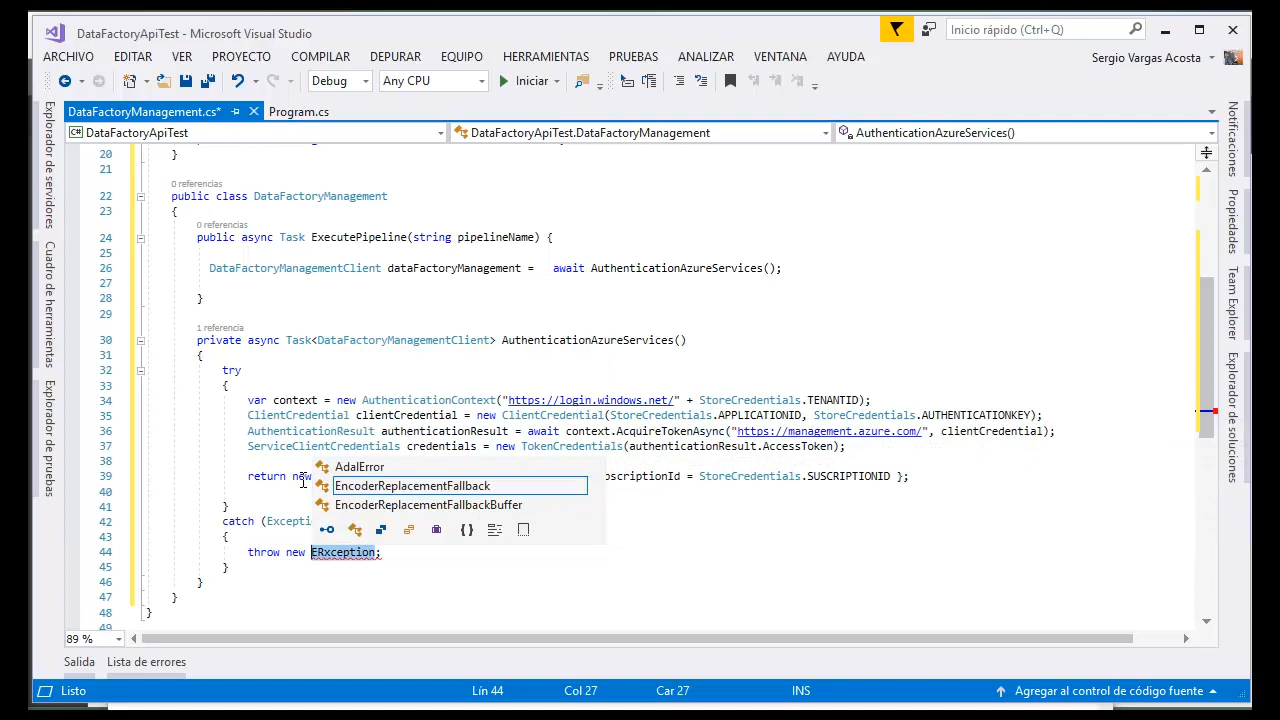 DataFactoryApiTest - Microsoft Visual Studio
Inicio rápido (Ctrl+Q)
ARCHIVO EDITAR VER PROYECTO COMPILAR DEPURAR EQUIPO HERRAMIENTAS PRUEBAS ANALIZAR VENTANA AYUDA
Sergio Vargas Acosta
Debug Any CPU Iniciar
DataFactoryManagement.cs* Program.cs
DataFactoryApiTest DataFactoryApiTest.DataFactoryManagement AuthenticationAzureServices()
Explorador de servidores
Cuadro de herramientas
Explorador de pruebas
20 }
21
0 referencias
22 public class DataFactoryManagement
23 {
0 referencias
24 public async Task ExecutePipeline(string pipelineName) {
25
26 DataFactoryManagementClient dataFactoryManagement = await AuthenticationAzureServices();
27
28 }
29
1 referencia
30 private async Task<DataFactoryManagementClient> AuthenticationAzureServices()
31 {
32 try
33 {
34 var context = new AuthenticationContext("https://login.windows.net/" + StoreCredentials.TENANTID);
35 ClientCredential clientCredential = new ClientCredential(StoreCredentials.APPLICATIONID, StoreCredentials.AUTHENTICATIONKEY);
36 AuthenticationResult authenticationResult = await context.AcquireTokenAsync("https://management.azure.com/", clientCredential);
37 ServiceClientCredentials credentials = new TokenCredentials(authenticationResult.AccessToken);
38
39 return new bscriptionId = StoreCredentials.SUSCRIPTIONID };
40
41 }
42 catch (Excepti
43 {
44 throw new ERxception;
45 }
46 }
47 }
48 }
49
AdalError
EncoderReplacementFallback
EncoderReplacementFallbackBuffer
Notificaciones
Propiedades
Team Explorer
Explorador de soluciones
89 %
Salida Lista de errores
Listo Lín 44 Col 27 Car 27 INS Agregar al control de código fuente